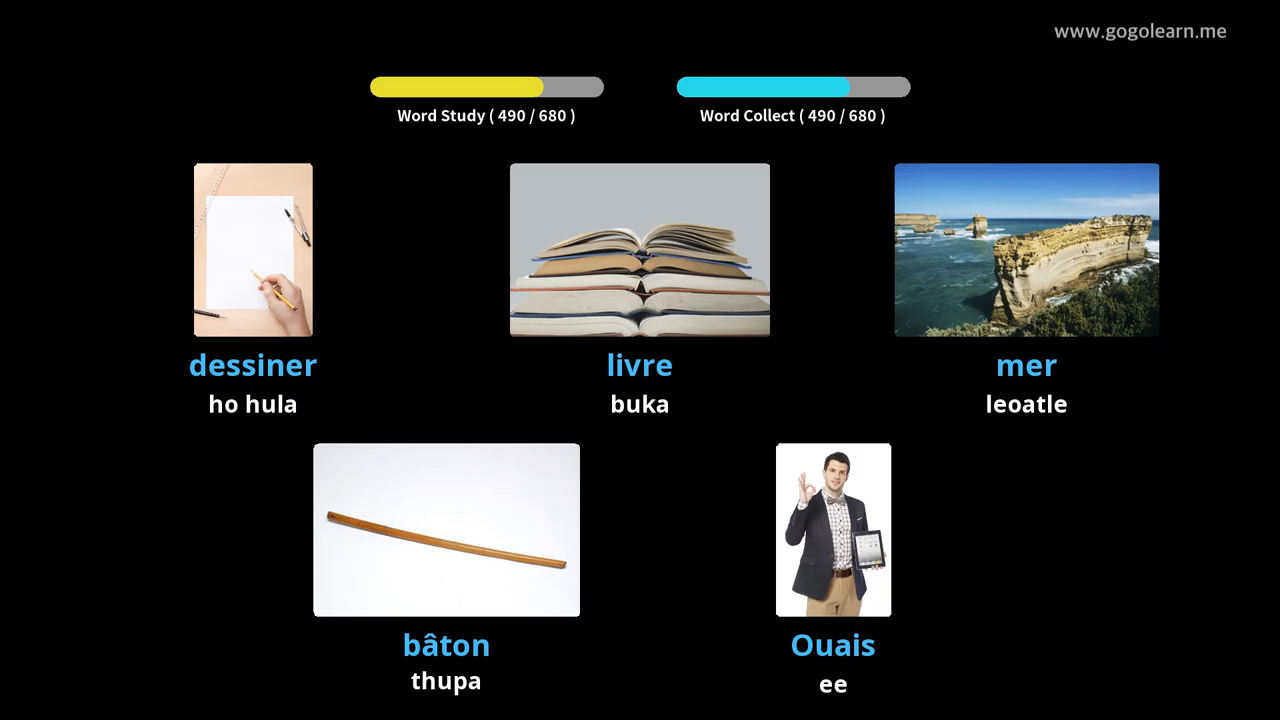 www.gogolearn.me
Word Study ( 490 / 680 )
Word Collect ( 490 / 680 )
dessiner
ho hula
livre
buka
mer
leoatle
bâton
thupa
Ouais
ee